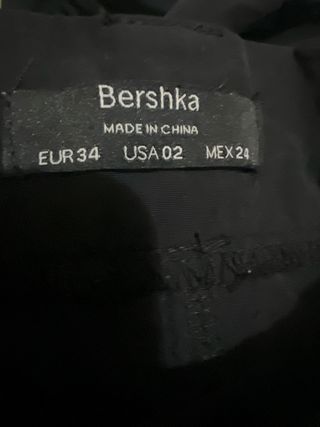 Bershka
MADE IN CHINA
EUR 34 USA 02 MEX 24